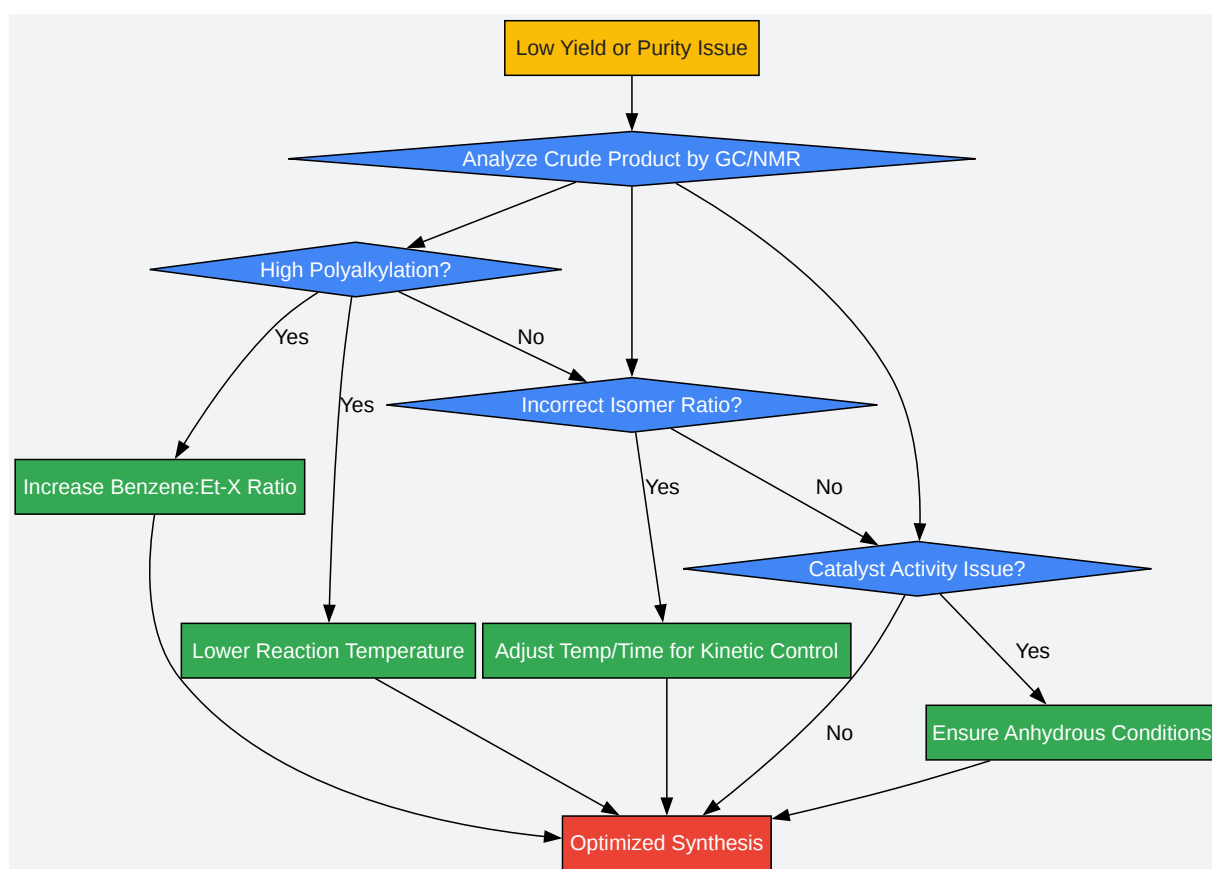 Low Yield or Purity Issue
Analyze Crude Product by GC/NMR
High Polyalkylation?
Yes
No
Yes
Incorrect Isomer Ratio?
Increase Benzene:Et-X Ratio
Yes
No
Catalyst Activity Issue?
Lower Reaction Temperature
Adjust Temp/Time for Kinetic Control
Yes
No
Ensure Anhydrous Conditions
Optimized Synthesis